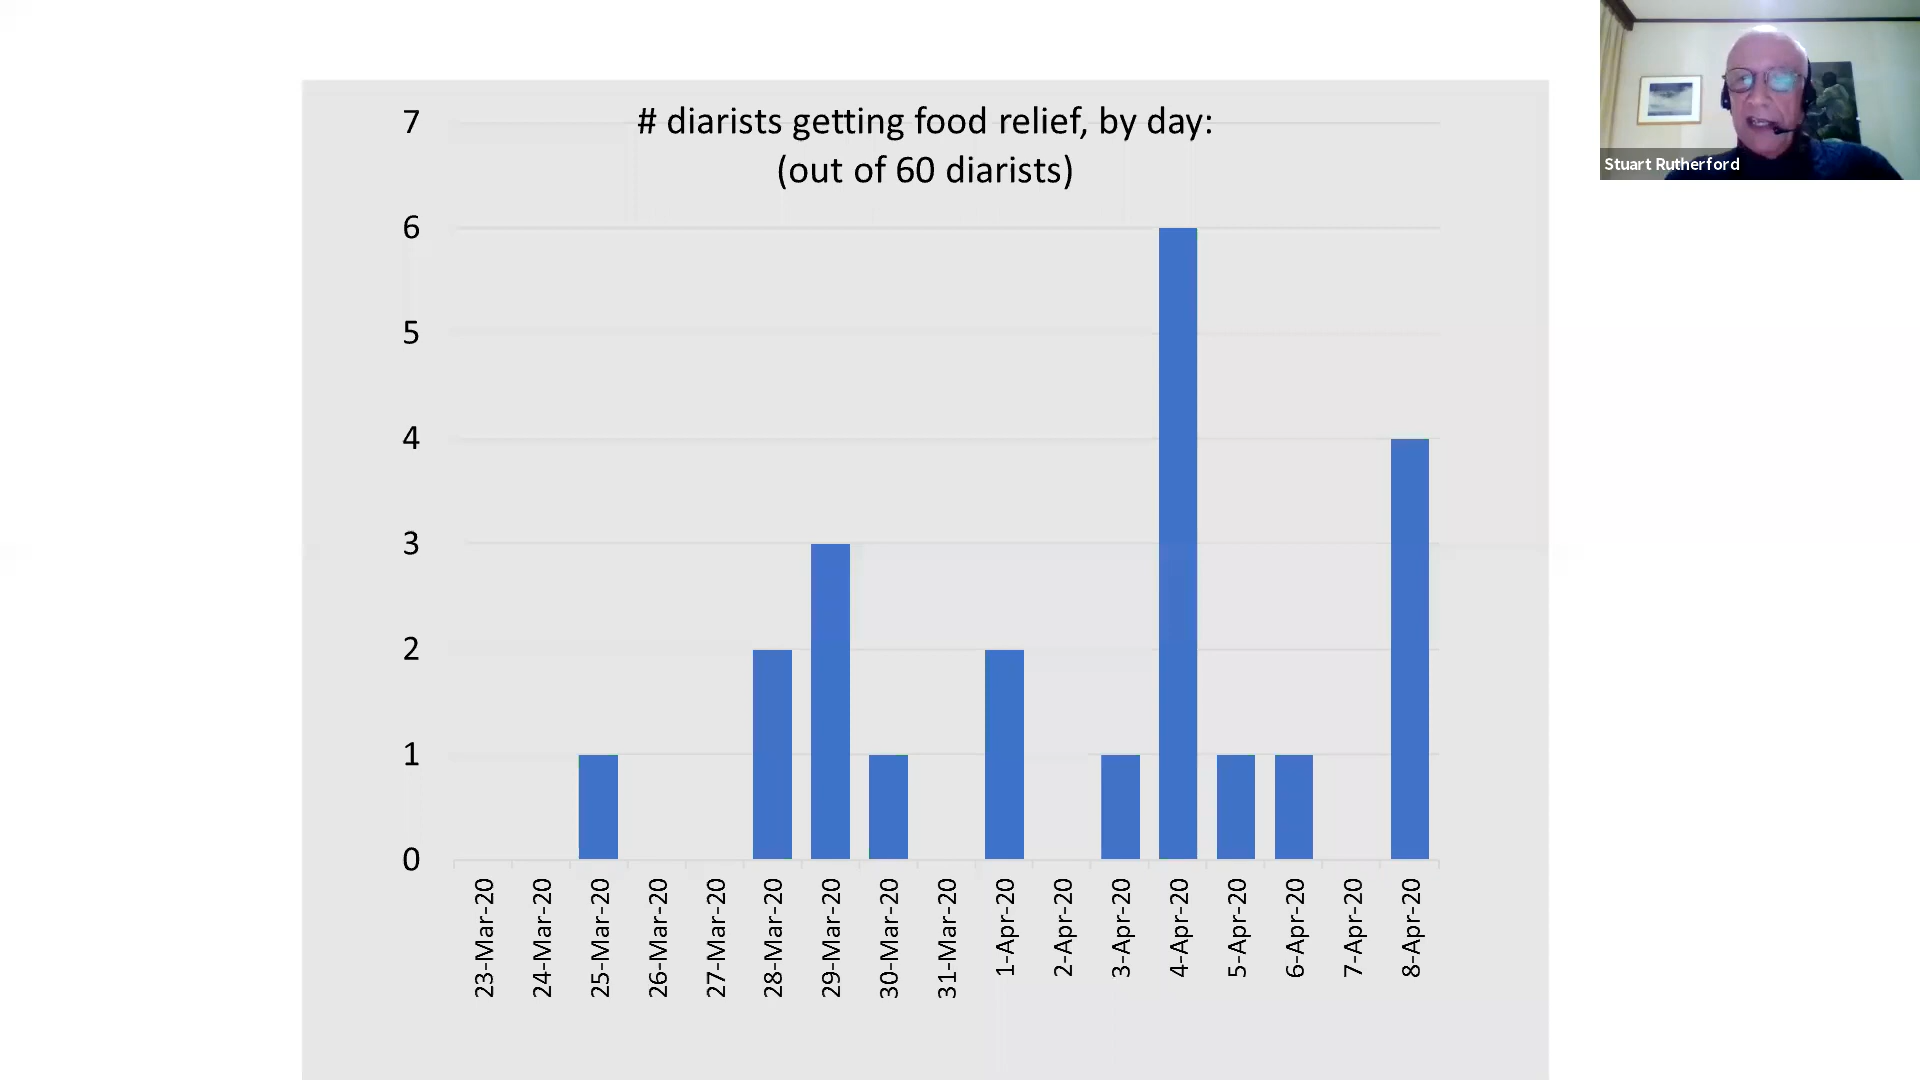 # diarists getting food relief, by day:
(out of 60 diarists)
7
6
5
4
3
2
1
0
23-Mar-20
24-Mar-20
25-Mar-20
26-Mar-20
27-Mar-20
28-Mar-20
29-Mar-20
30-Mar-20
31-Mar-20
1-Apr-20
2-Apr-20
3-Apr-20
4-Apr-20
5-Apr-20
6-Apr-20
7-Apr-20
8-Apr-20
Stuart Rutherford